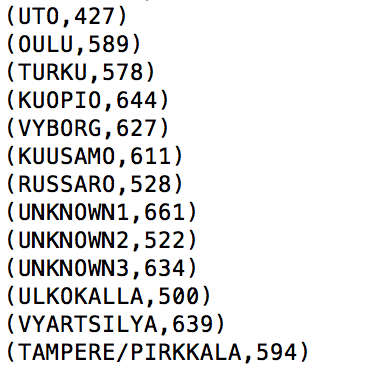 (UTO,427)
(OULU,589)
(TURKU,578)
(KUOPIO,644)
(VYBORG,627)
(KUUSAMO,611)
(RUSSARO,528)
(UNKNOWN1,661)
(UNKNOWN2,522)
(UNKNOWN3,634)
(ULKOKALLA,500)
(VYARTSILYA,639)
(TAMPERE/PIRKKALA,594)